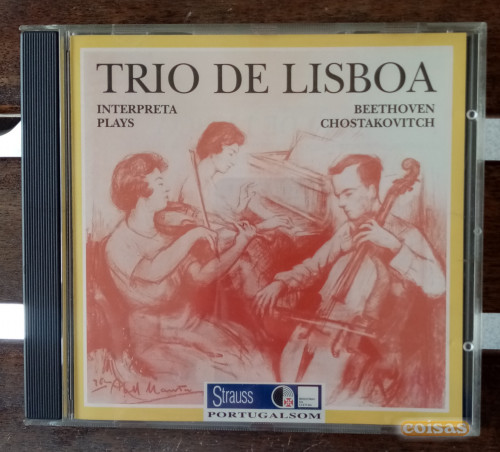 TRIO DE LISBOA
INTERPRETA
PLAYS
BEETHOVEN
CHOSTAKOVITCH
Strauss
PORTUGALSOM
coisas